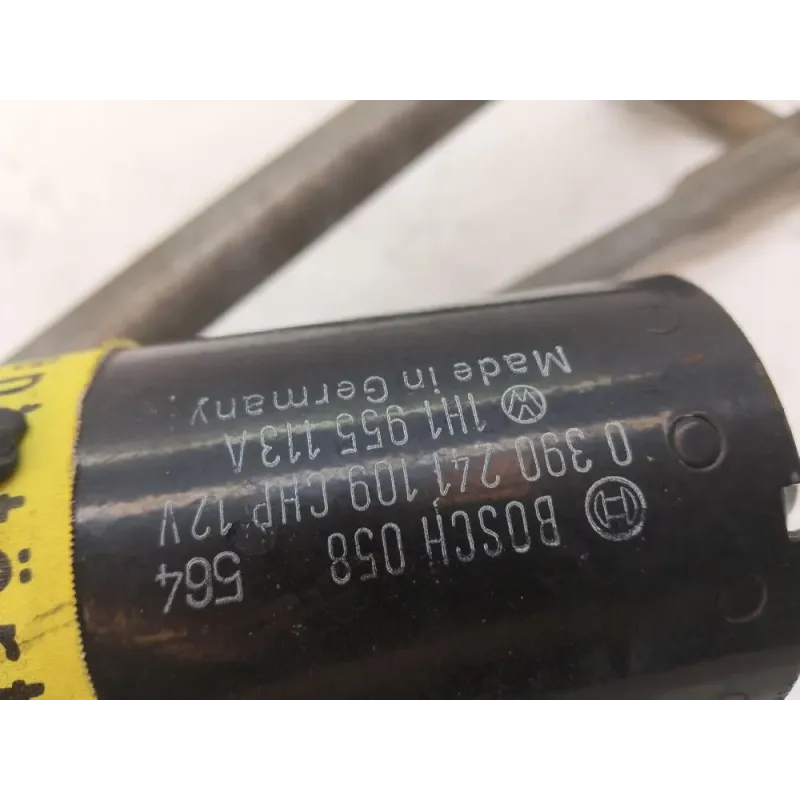 BOSCH 058 564
0 390 241 109 CHP 12V
1H1 955 113A
Made in Germany